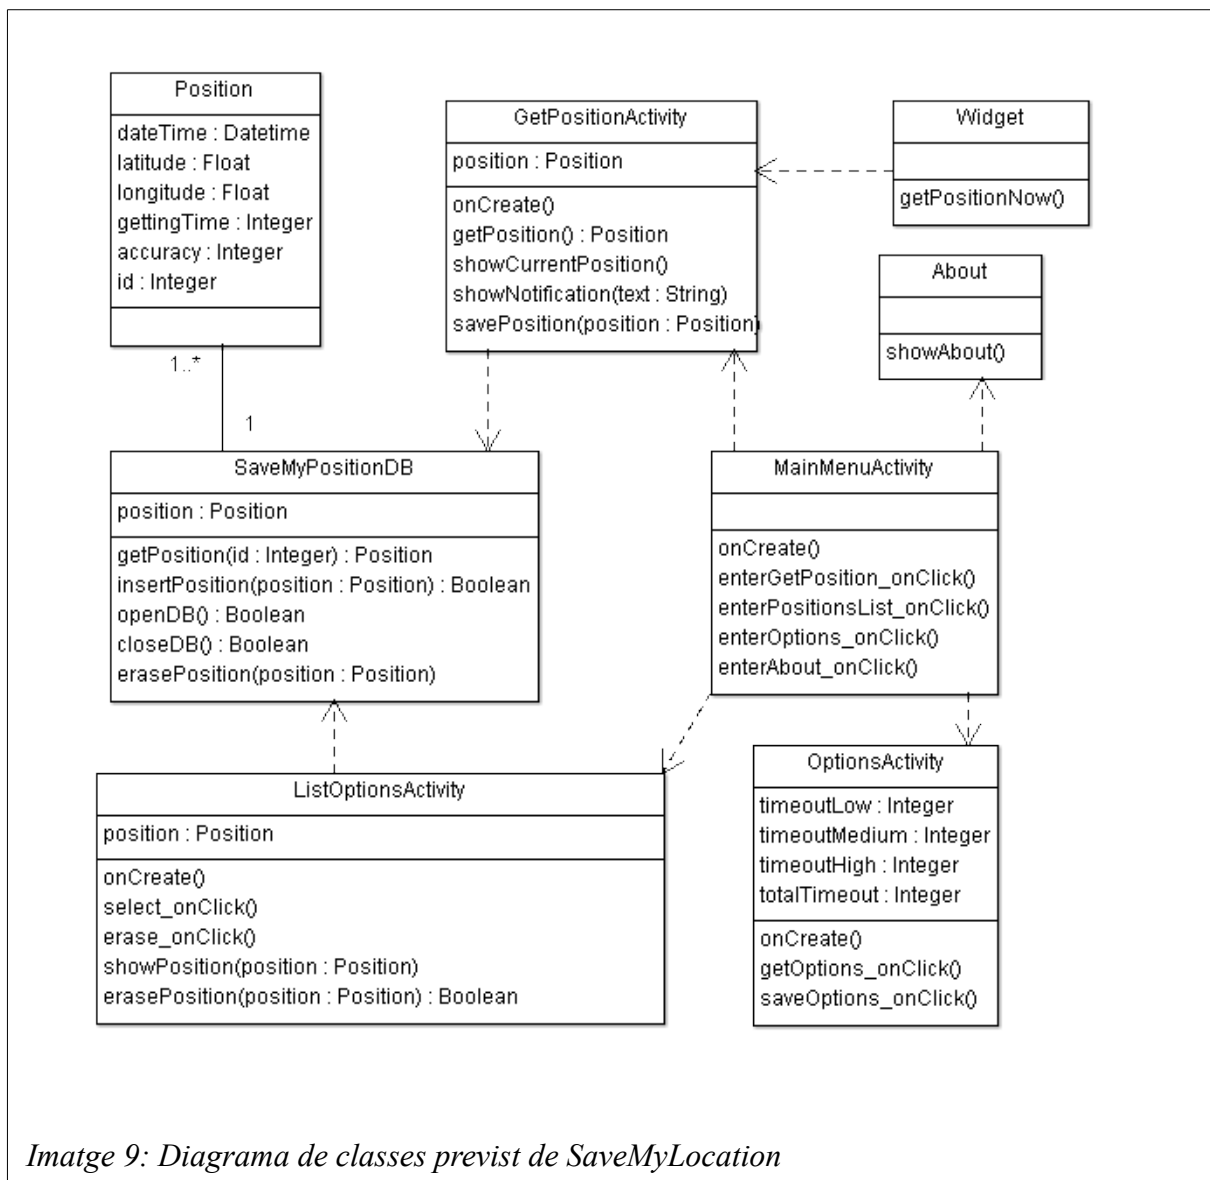 Position
dateTime : Datetime
latitude : Float
longitude : Float
gettingTime : Integer
accuracy : Integer
id : Integer
1..*
1
GetPositionActivity
position : Position
onCreate()
getPosition() : Position
showCurrentPosition()
showNotification(text : String)
savePosition(position : Position)
Widget
getPositionNow()
About
showAbout()
SaveMyPositionDB
position : Position
getPosition(id : Integer) : Position
insertPosition(position : Position) : Boolean
openDB() : Boolean
closeDB() : Boolean
erasePosition(position : Position)
MainMenuActivity
onCreate()
enterGetPosition_onClick()
enterPositionsList_onClick()
enterOptions_onClick()
enterAbout_onClick()
ListOptionsActivity
position : Position
onCreate()
select_onClick()
erase_onClick()
showPosition(position : Position)
erasePosition(position : Position) : Boolean
OptionsActivity
timeoutLow : Integer
timeoutMedium : Integer
timeoutHigh : Integer
totalTimeout : Integer
onCreate()
getOptions_onClick()
saveOptions_onClick()
Imatge 9: Diagrama de classes previst de SaveMyLocation